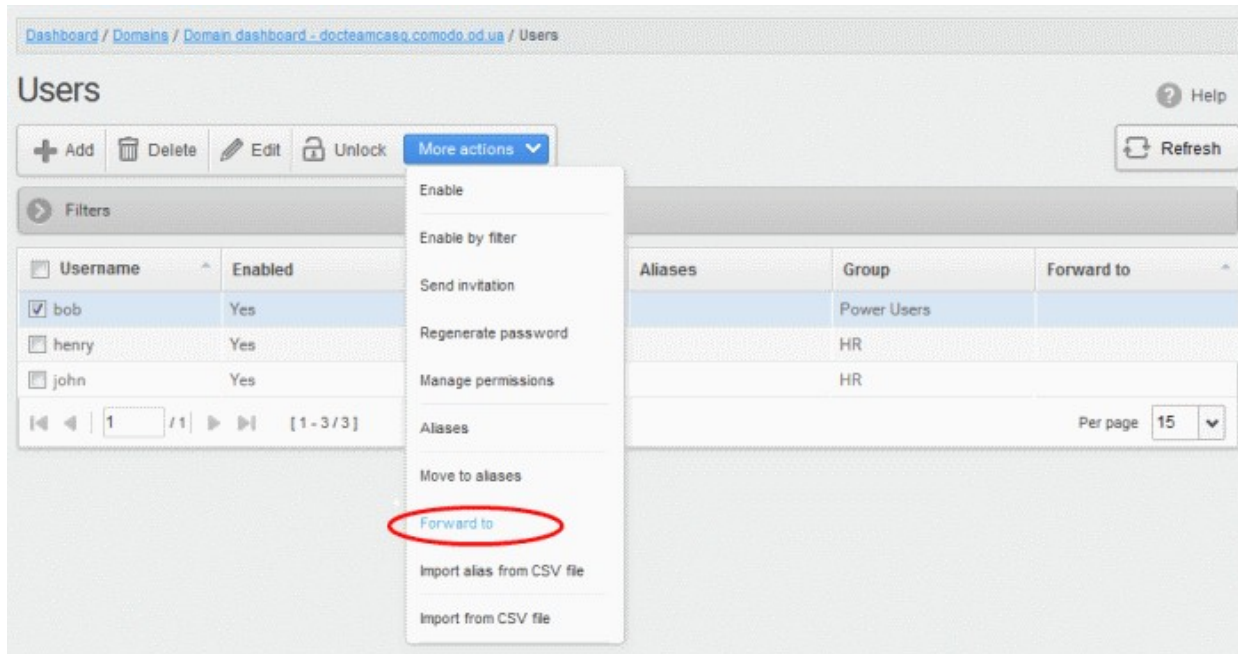 Dashboard / Domains / Domain dashboard - docteamcasg.comodo.od.ua / Users
Users
Help
Add Delete Edit Unlock More actions
Refresh
Filters
Enable
Enable by filter
Send invitation
Regenerate password
Manage permissions
Aliases
Move to aliases
Forward to
Import alias from CSV file
Import from CSV file
Username Enabled Aliases Group Forward to
bob Yes Power Users
henry Yes HR
john Yes HR
1 / 1 [ 1 - 3 / 3 ] Per page 15